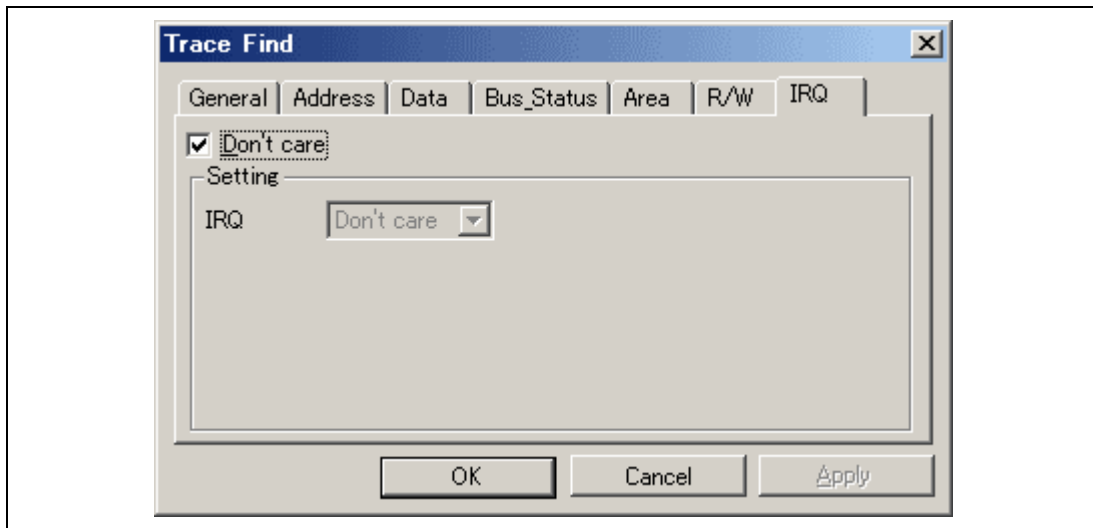 Trace Find
General Address Data Bus_Status Area R/W IRQ
Don't care
Setting
IRQ Don't care
OK Cancel Apply